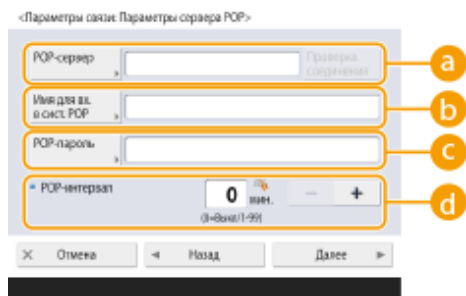 <Параметры связи: Параметры сервера POP>
POP-сервер
Проверка
соединения
a
Имя для вх.
в сист. POP
b
POP-пароль
c
POP-интервал
0 мин. − +
(0=Выкл/1-99)
d
× Отмена
◄ Назад
Далее ►